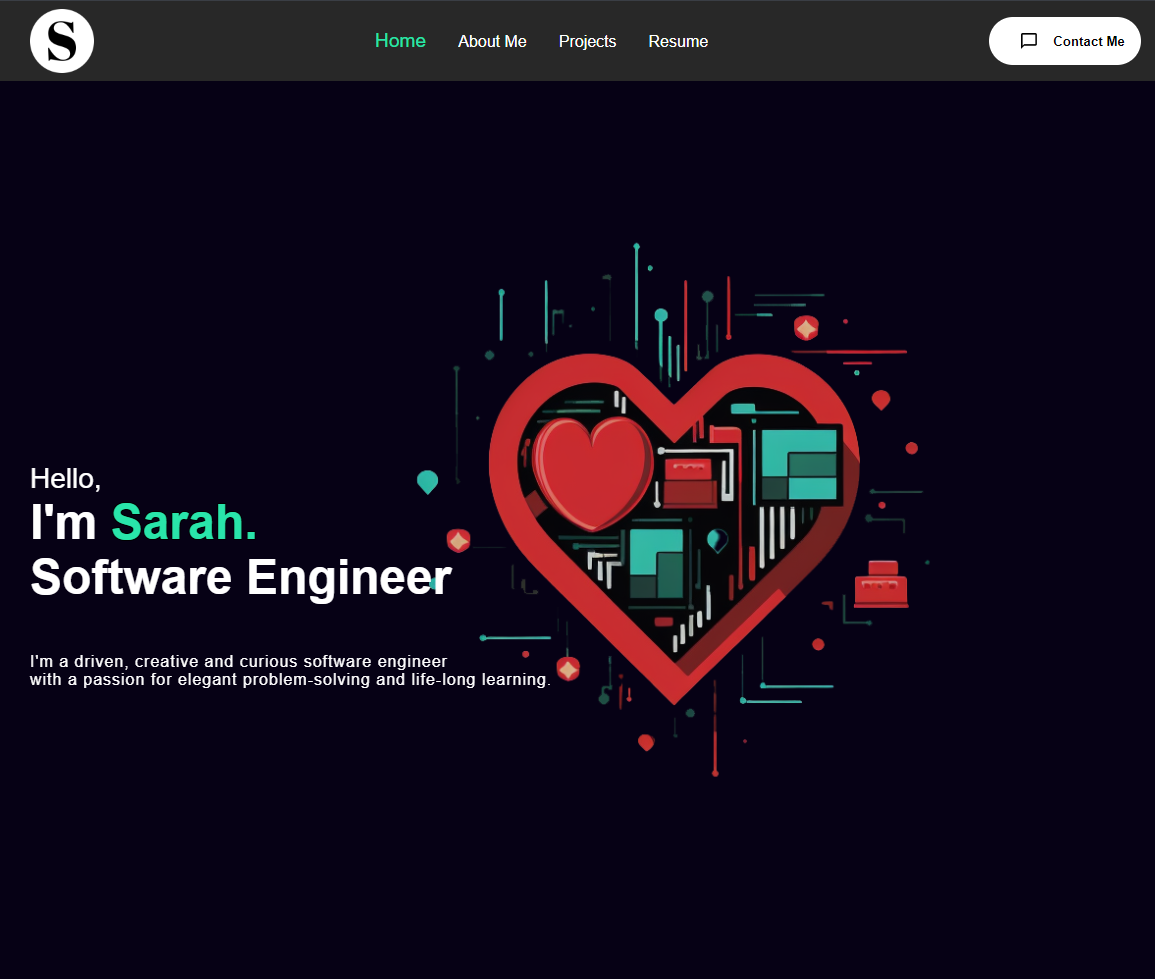 S
Home
About Me
Projects
Resume
Contact Me
Hello,
I'm Sarah.
Software Engineer
I'm a driven, creative and curious software engineer
with a passion for elegant problem-solving and life-long learning.